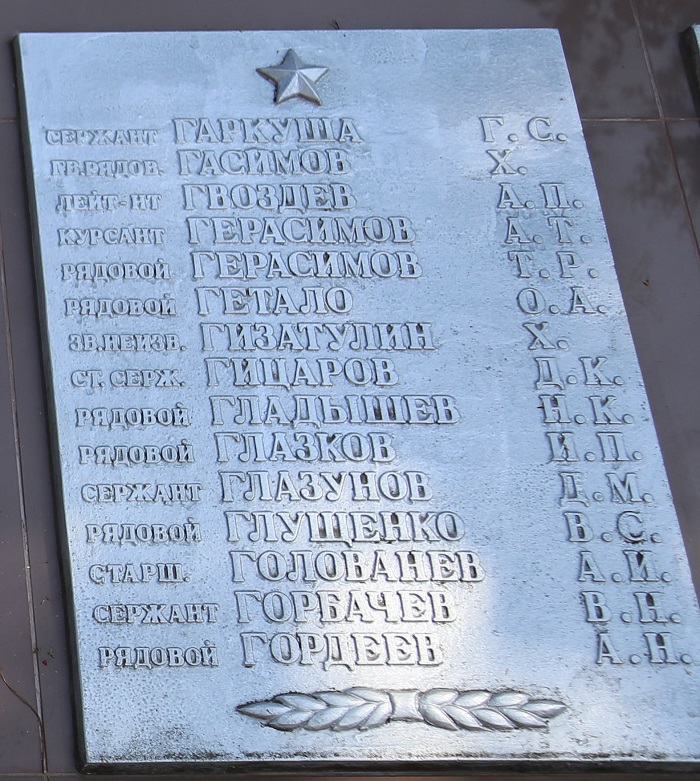 СЕРЖАНТ ГАРКУША Г. С.
ГВ.РЯДОВ. ГАСИМОВ Х.
ЛЕЙТ-НТ ГВОЗДЕВ А. П.
КУРСАНТ ГЕРАСИМОВ А. Т.
РЯДОВОЙ ГЕРАСИМОВ Т. Р.
РЯДОВОЙ ГЕТАЛО О. А.
ЗВ.НЕИЗВ. ГИЗАТУЛИН Х.
СТ. СЕРЖ. ГИЦАРОВ Д. К.
РЯДОВОЙ ГЛАДЫШЕВ Н. К.
РЯДОВОЙ ГЛАЗКОВ И. П.
СЕРЖАНТ ГЛАЗУНОВ Д. М.
РЯДОВОЙ ГЛУЩЕНКО В. С.
СТАРШ. ГОЛОВАНЕВ А. И.
СЕРЖАНТ ГОРБАЧЕВ В. Н.
РЯДОВОЙ ГОРДЕЕВ А. Н.